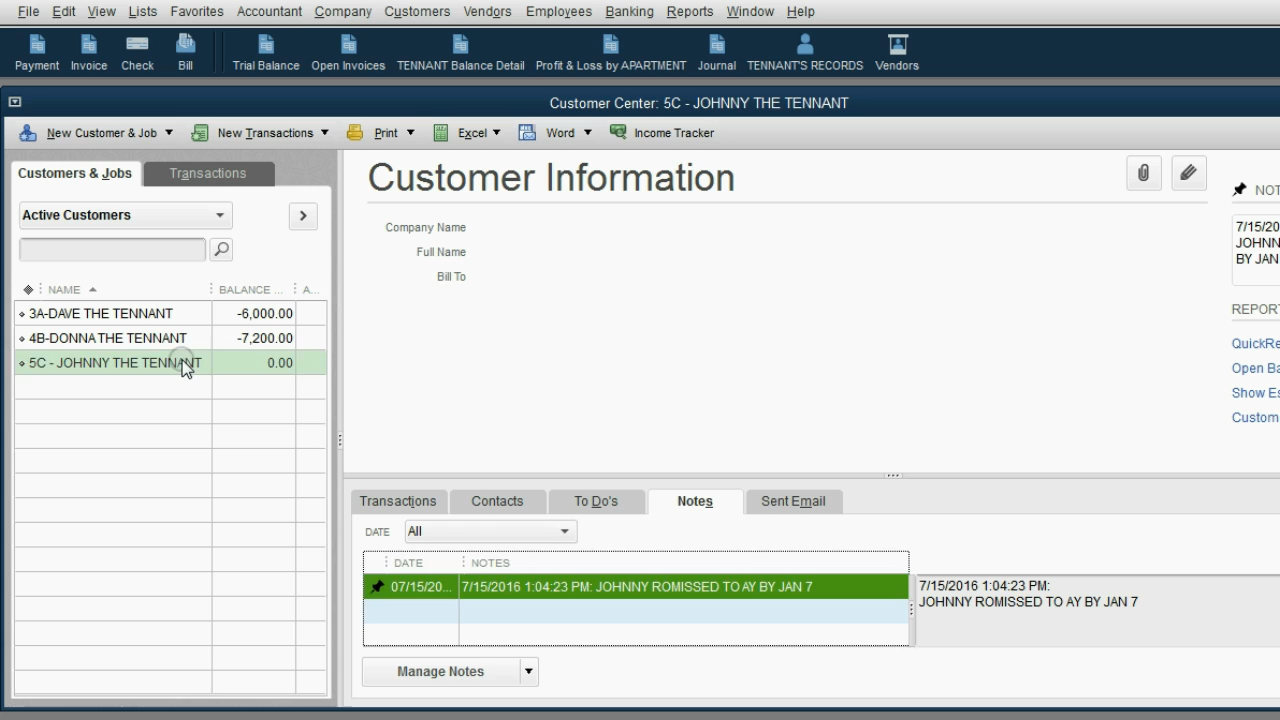 File Edit View Lists Favorites Accountant Company Customers Vendors Employees Banking Reports Window Help
Payment Invoice Check Bill Trial Balance Open Invoices TENNANT Balance Detail Profit & Loss by APARTMENT Journal TENNANT'S RECORDS Vendors
Customer Center: 5C - JOHNNY THE TENNANT
New Customer & Job New Transactions Print Excel Word Income Tracker
Customers & Jobs Transactions
Active Customers
NAME BALANCE ... A...
3A-DAVE THE TENNANT -6,000.00
4B-DONNA THE TENNANT -7,200.00
5C - JOHNNY THE TENNANT 0.00
Customer Information
Company Name
Full Name
Bill To
NOT
7/15/20
JOHNN
BY JAN
REPOR
QuickRe
Open Ba
Show Es
Custom
Transactions Contacts To Do's Notes Sent Email
DATE All
DATE NOTES
07/15/20... 7/15/2016 1:04:23 PM: JOHNNY ROMISSED TO AY BY JAN 7
7/15/2016 1:04:23 PM:
JOHNNY ROMISSED TO AY BY JAN 7
Manage Notes